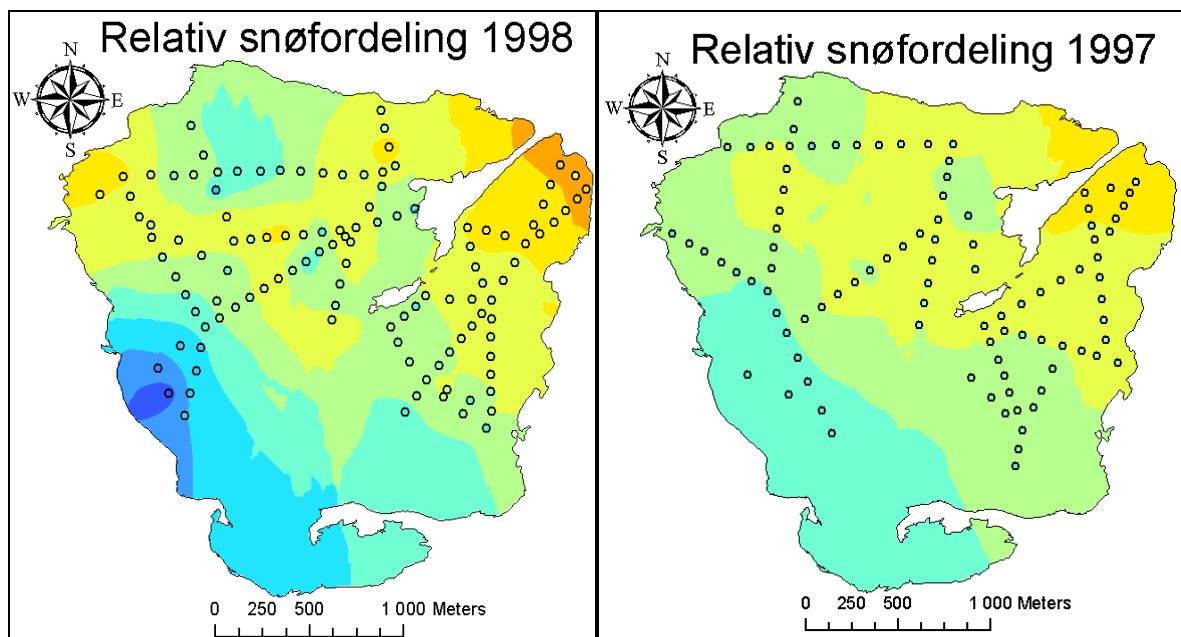 Relativ snøfordeling 1998
N
W E
S
0 250 500 1 000 Meters
Relativ snøfordeling 1997
N
W E
S
0 250 500 1 000 Meters